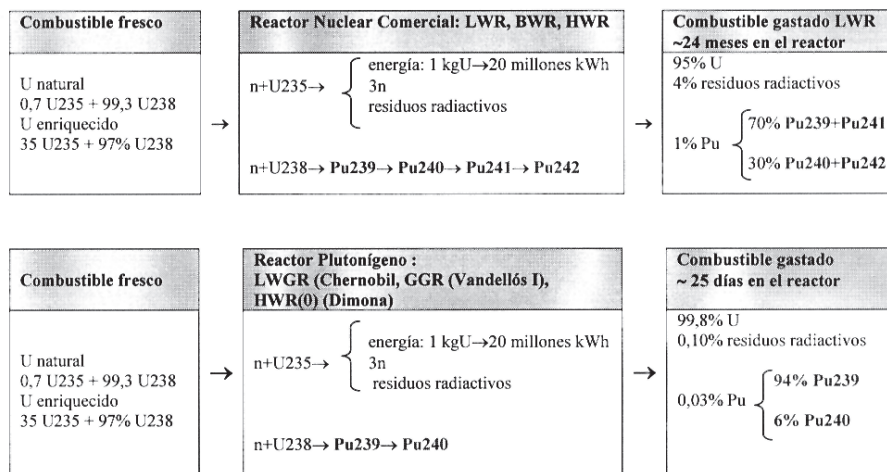 Combustible fresco
U natural
0,7 U235 + 99,3 U238
U enriquecido
35 U235 + 97% U238
→
Reactor Nuclear Comercial: LWR, BWR, HWR
energía: 1 kgU→20 millones kWh
n+U235→
3n
residuos radiactivos
n+U238→ Pu239→ Pu240→ Pu241→ Pu242
→
Combustible gastado LWR
~24 meses en el reactor
95% U
4% residuos radiactivos
70% Pu239+Pu241
1% Pu
30% Pu240+Pu242
Combustible fresco
U natural
0,7 U235 + 99,3 U238
U enriquecido
35 U235 + 97% U238
→
Reactor Plutonígeno :
LWGR (Chernobil, GGR (Vandellós I),
HWR(0) (Dimona)
energía: 1 kgU→20 millones kWh
n+U235→
3n
residuos radiactivos
n+U238→ Pu239→ Pu240
→
Combustible gastado
~ 25 días en el reactor
99,8% U
0,10% residuos radiactivos
94% Pu239
0,03% Pu
6% Pu240